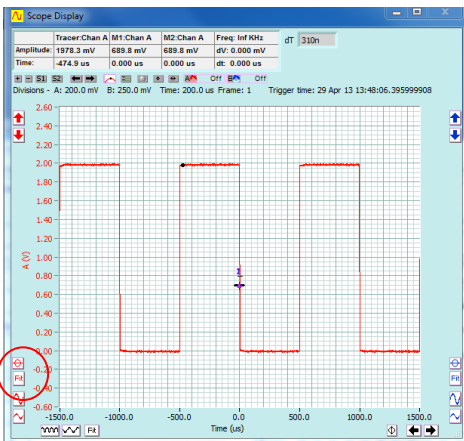 Scope Display
Tracer:Chan A M1:Chan A M2:Chan A Freq: Inf KHz
Amplitude: 1978.3 mV 689.8 mV 689.8 mV dV: 0.000 mV
Time: -474.9 us 0.000 us 0.000 us dt: 0.000 us
dT 310n
S1 S2 A Off B Off
Divisions - A: 200.0 mV B: 250.0 mV Time: 200.0 us Frame: 1 Trigger time: 29 Apr 13 13:48:06.395999908
2.60
2.40
2.20
2.00
1.80
1.60
1.40
1.20
1.00
0.80
0.60
0.40
0.20
0.00
-0.20
-0.40
-0.60
A (V)
Fit
Fit
-1500.0 -1000.0 -500.0 0.0 500.0 1000.0 1500.0
Time (us)
Fit